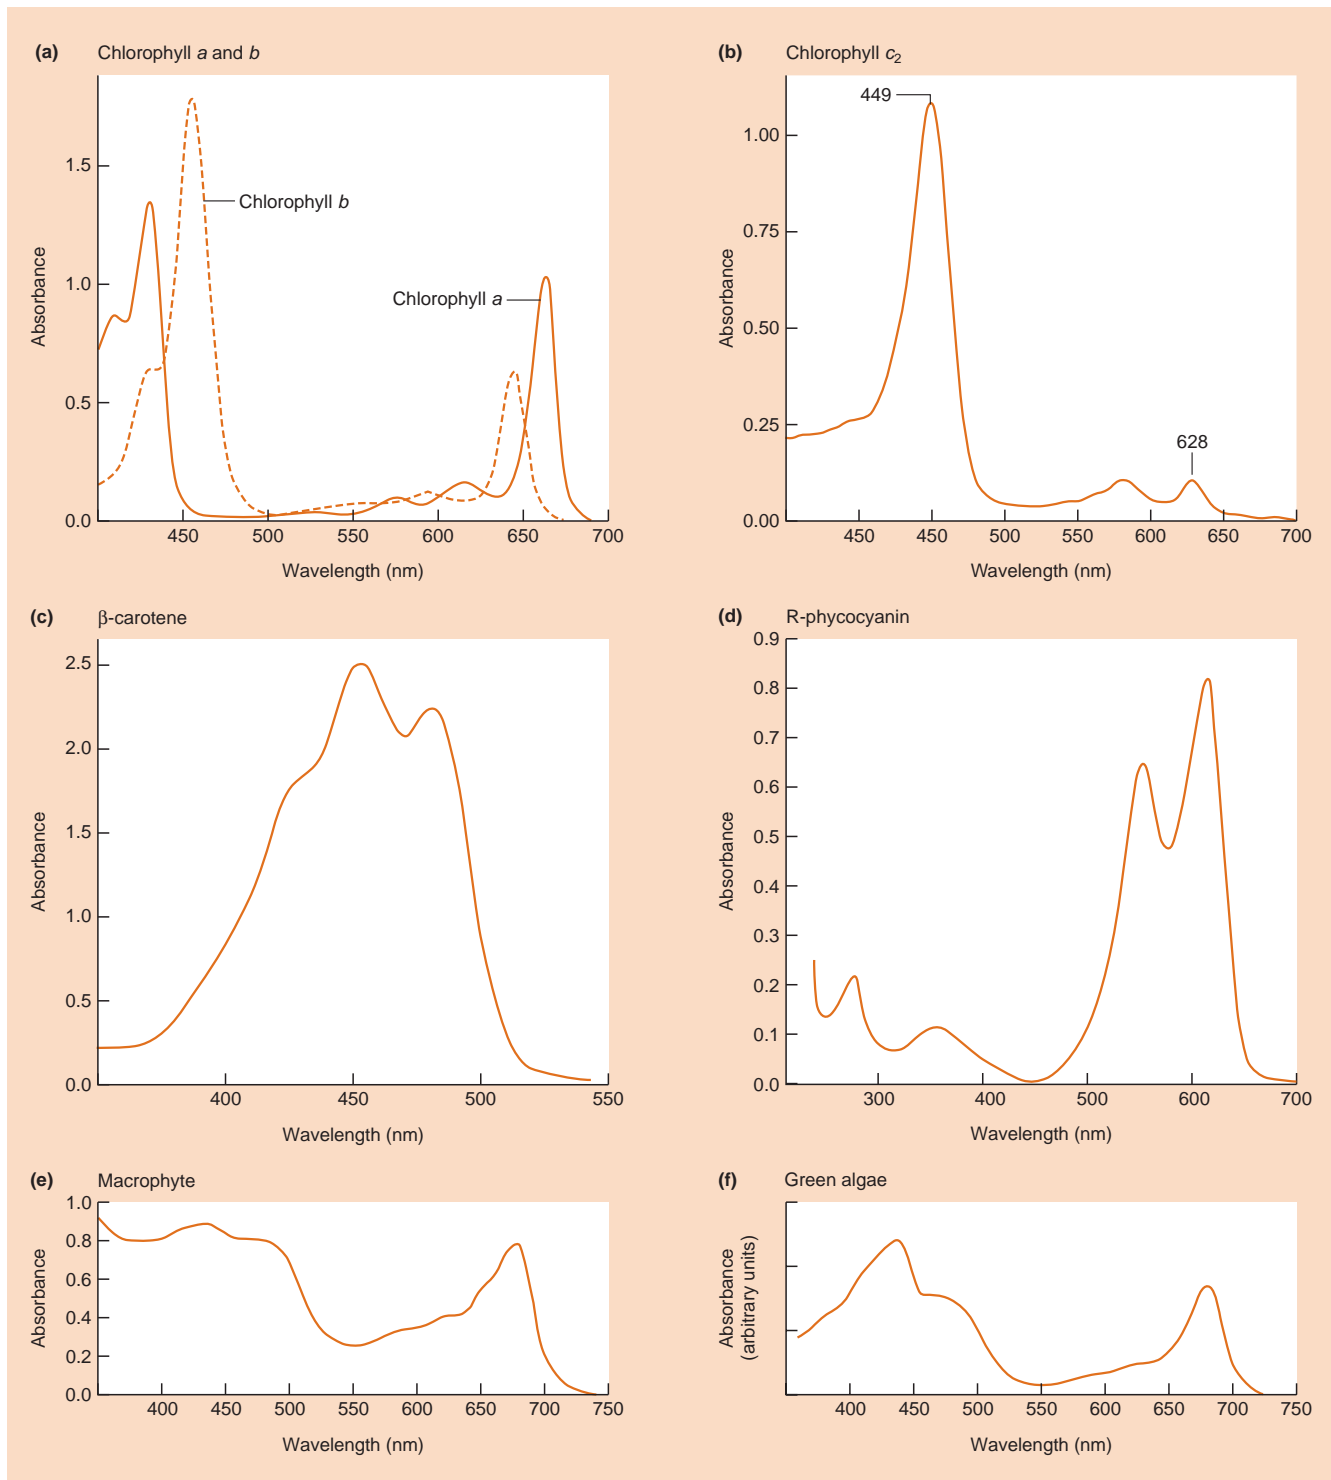 (a) Chlorophyll a and b
Absorbance
1.5
1.0
0.5
0.0
Chlorophyll b
Chlorophyll a
450 500 550 600 650 700
Wavelength (nm)
(b) Chlorophyll c2
Absorbance
1.00
0.75
0.50
0.25
0.00
449
628
450 450 500 550 600 650 700
Wavelength (nm)
(c) β-carotene
Absorbance
2.5
2.0
1.5
1.0
0.5
0.0
400 450 500 550
Wavelength (nm)
(d) R-phycocyanin
Absorbance
0.9
0.8
0.7
0.6
0.5
0.4
0.3
0.2
0.1
0.0
300 400 500 600 700
Wavelength (nm)
(e) Macrophyte
Absorbance
1.0
0.8
0.6
0.4
0.2
0.0
400 450 500 550 600 650 700 750
Wavelength (nm)
(f) Green algae
Absorbance
(arbitrary units)
400 450 500 550 600 650 700 750
Wavelength (nm)